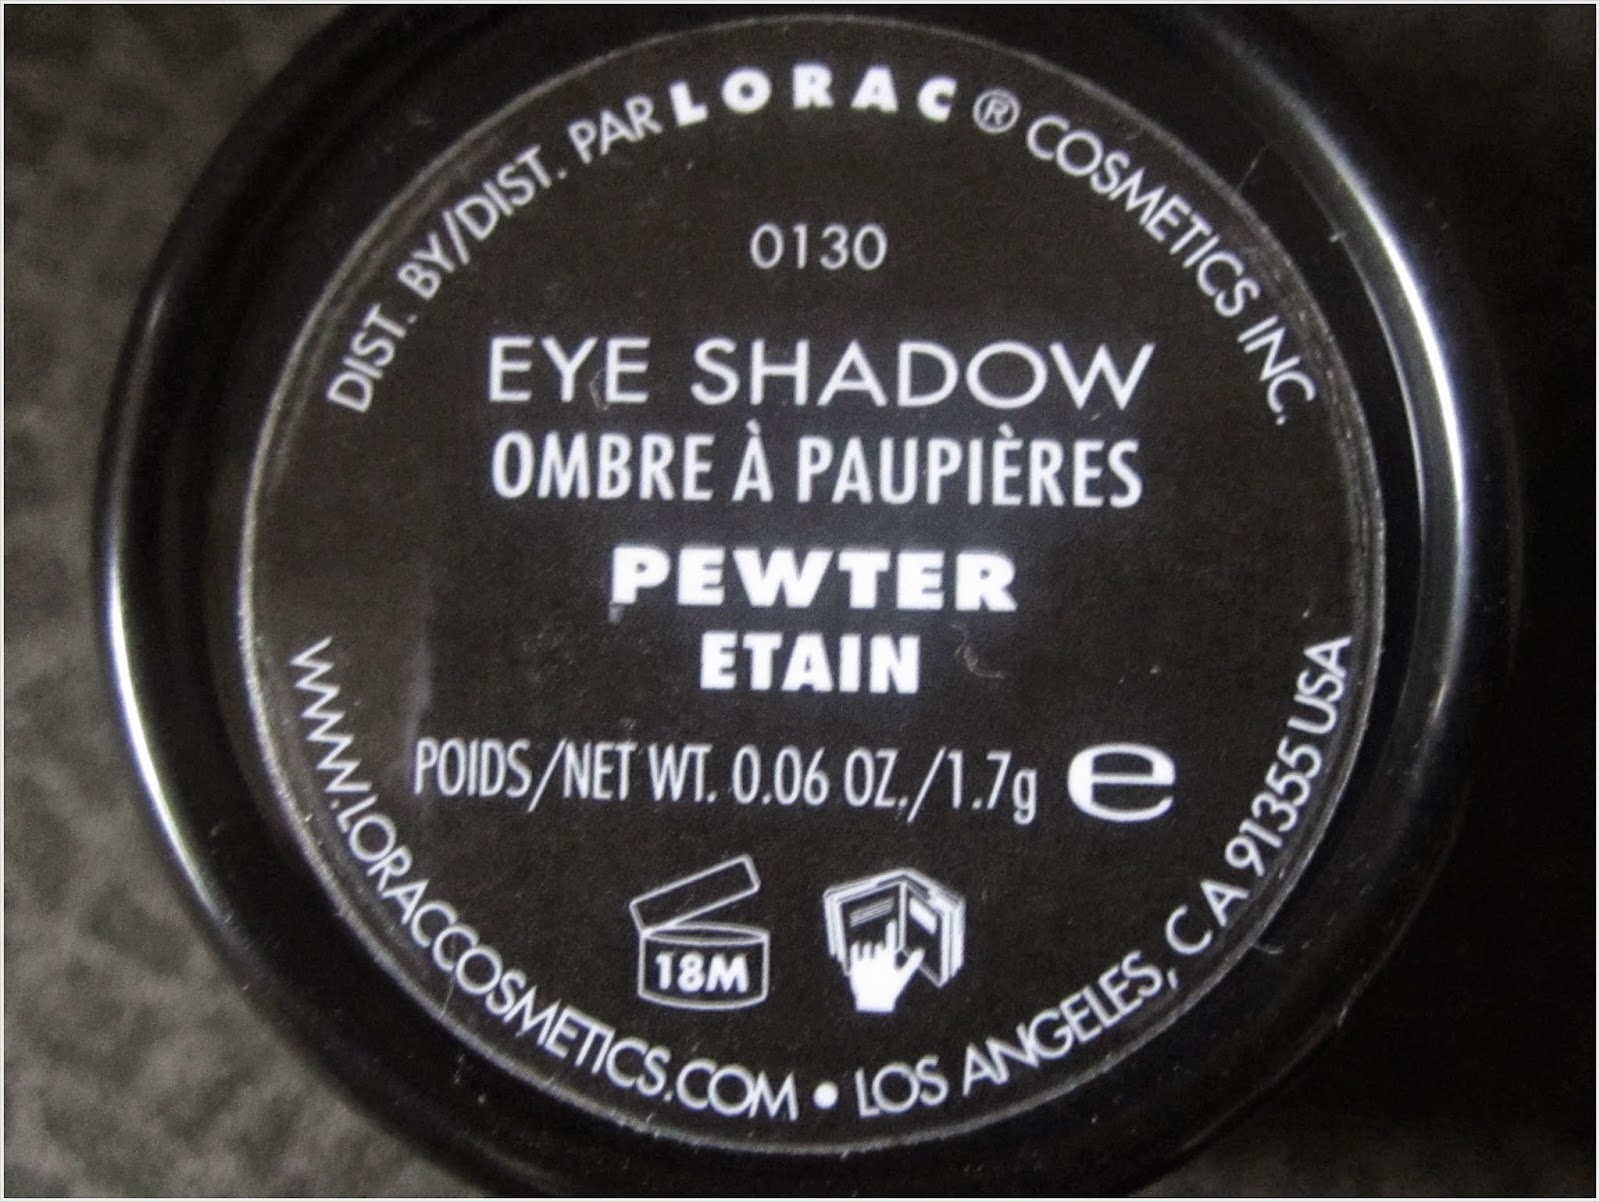 DIST. BY/DIST. PAR LORAC® COSMETICS INC.
0130
EYE SHADOW
OMBRE À PAUPIÈRES
PEWTER
ETAIN
POIDS/NET WT. 0.06 OZ./1.7g e
18M
WWW.LORACCOSMETICS.COM • LOS ANGELES, CA 91355 USA